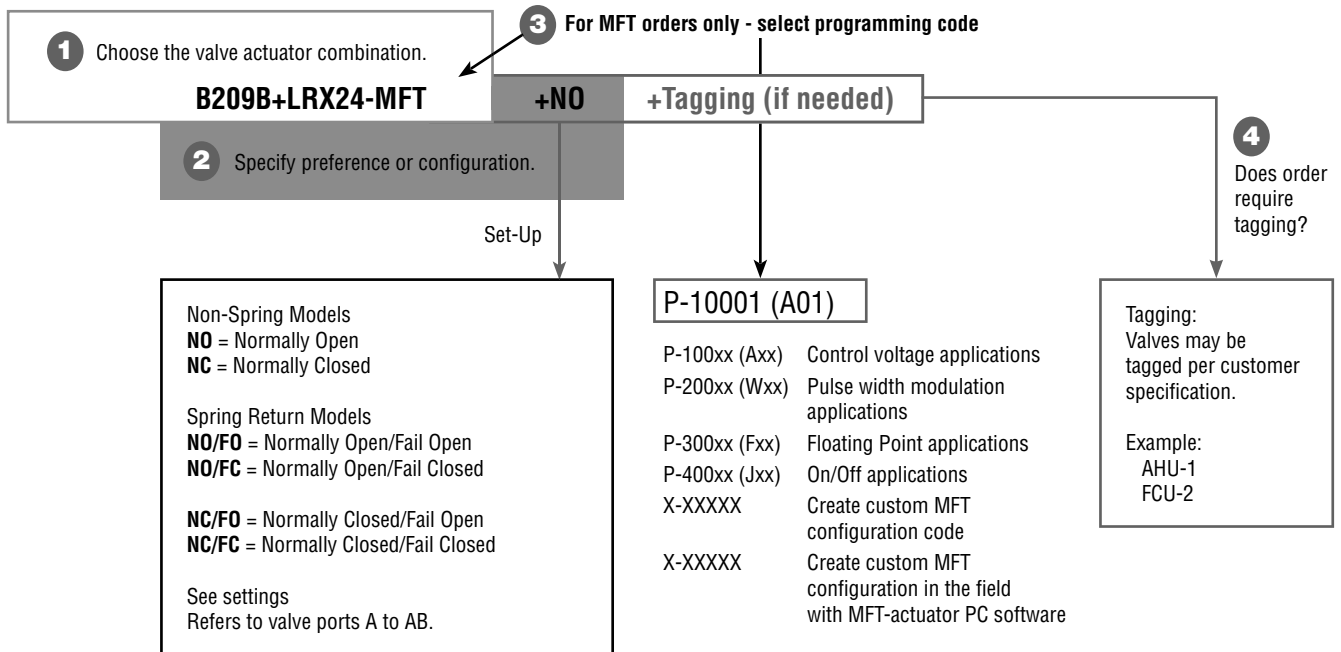 1 Choose the valve actuator combination.
3 For MFT orders only - select programming code
B209B+LRX24-MFT +NO +Tagging (if needed)
2 Specify preference or configuration.
4
Does order
require
tagging?
Set-Up
Non-Spring Models
NO = Normally Open
NC = Normally Closed
Spring Return Models
NO/FO = Normally Open/Fail Open
NO/FC = Normally Open/Fail Closed
NC/FO = Normally Closed/Fail Open
NC/FC = Normally Closed/Fail Closed
See settings
Refers to valve ports A to AB.
P-10001 (A01)
P-100xx (Axx) Control voltage applications
P-200xx (Wxx) Pulse width modulation
applications
P-300xx (Fxx) Floating Point applications
P-400xx (Jxx) On/Off applications
X-XXXXX Create custom MFT
configuration code
X-XXXXX Create custom MFT
configuration in the field
with MFT-actuator PC software
Tagging:
Valves may be
tagged per customer
specification.
Example:
AHU-1
FCU-2